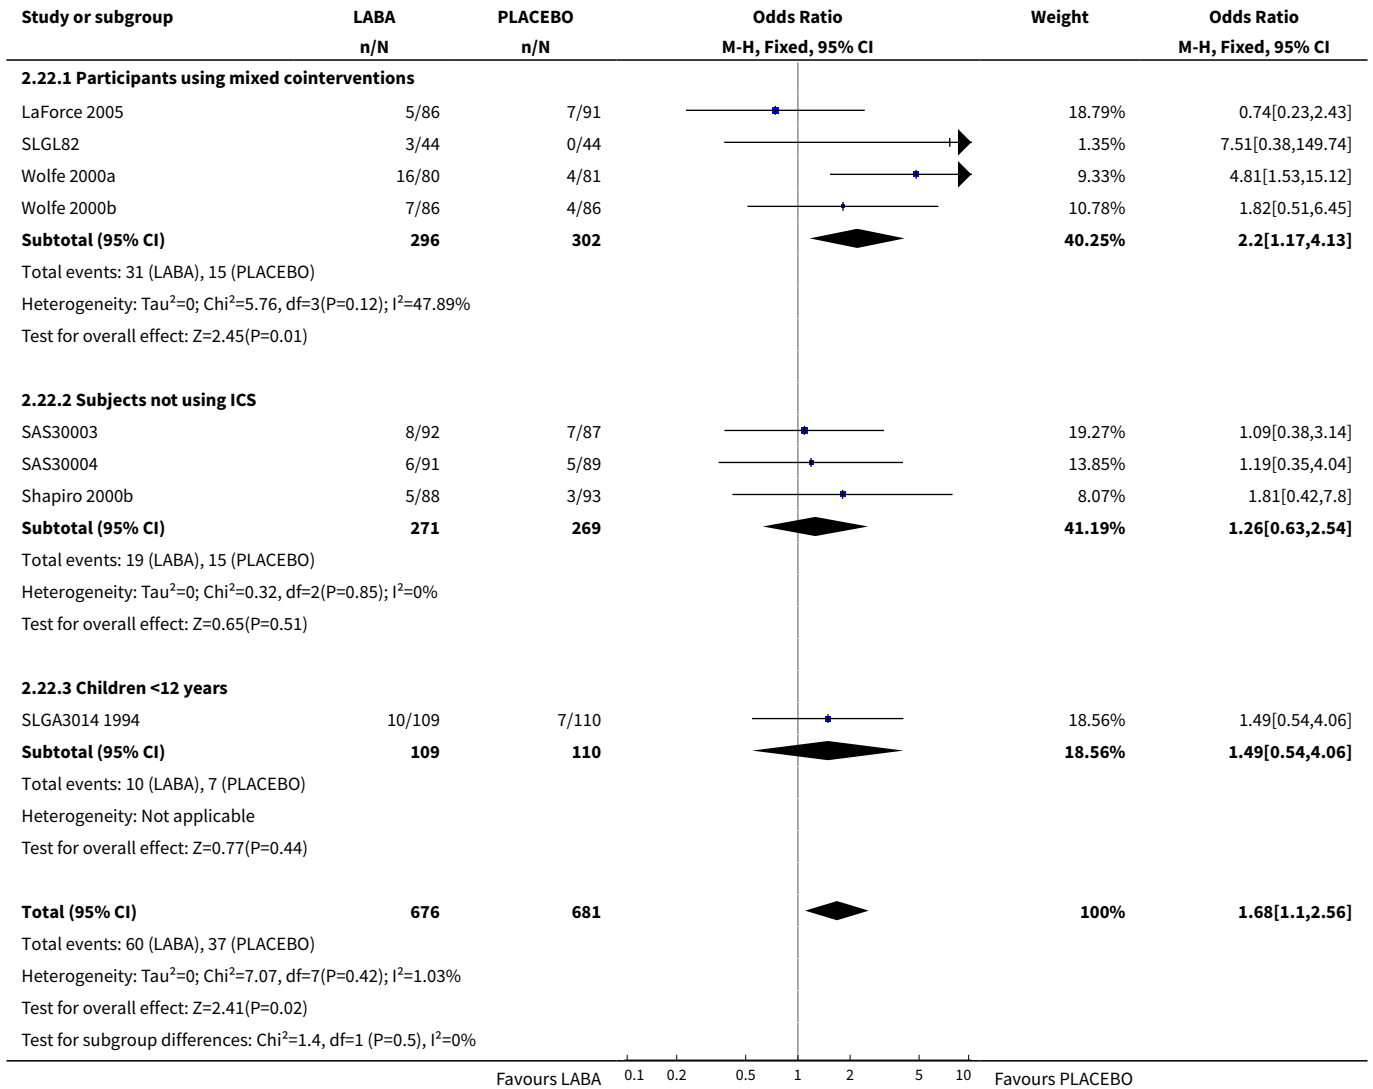 Study or subgroup LABA PLACEBO Odds Ratio Weight Odds Ratio
n/N n/N M-H, Fixed, 95% CI M-H, Fixed, 95% CI
2.22.1 Participants using mixed cointerventions
LaForce 2005 5/86 7/91 18.79% 0.74[0.23,2.43]
SLGL82 3/44 0/44 1.35% 7.51[0.38,149.74]
Wolfe 2000a 16/80 4/81 9.33% 4.81[1.53,15.12]
Wolfe 2000b 7/86 4/86 10.78% 1.82[0.51,6.45]
Subtotal (95% CI) 296 302 40.25% 2.2[1.17,4.13]
Total events: 31 (LABA), 15 (PLACEBO)
Heterogeneity: Tau²=0; Chi²=5.76, df=3(P=0.12); I²=47.89%
Test for overall effect: Z=2.45(P=0.01)
2.22.2 Subjects not using ICS
SAS30003 8/92 7/87 19.27% 1.09[0.38,3.14]
SAS30004 6/91 5/89 13.85% 1.19[0.35,4.04]
Shapiro 2000b 5/88 3/93 8.07% 1.81[0.42,7.8]
Subtotal (95% CI) 271 269 41.19% 1.26[0.63,2.54]
Total events: 19 (LABA), 15 (PLACEBO)
Heterogeneity: Tau²=0; Chi²=0.32, df=2(P=0.85); I²=0%
Test for overall effect: Z=0.65(P=0.51)
2.22.3 Children <12 years
SLGA3014 1994 10/109 7/110 18.56% 1.49[0.54,4.06]
Subtotal (95% CI) 109 110 18.56% 1.49[0.54,4.06]
Total events: 10 (LABA), 7 (PLACEBO)
Heterogeneity: Not applicable
Test for overall effect: Z=0.77(P=0.44)
Total (95% CI) 676 681 100% 1.68[1.1,2.56]
Total events: 60 (LABA), 37 (PLACEBO)
Heterogeneity: Tau²=0; Chi²=7.07, df=7(P=0.42); I²=1.03%
Test for overall effect: Z=2.41(P=0.02)
Test for subgroup differences: Chi²=1.4, df=1 (P=0.5), I²=0%
Favours LABA 0.1 0.2 0.5 1 2 5 10 Favours PLACEBO